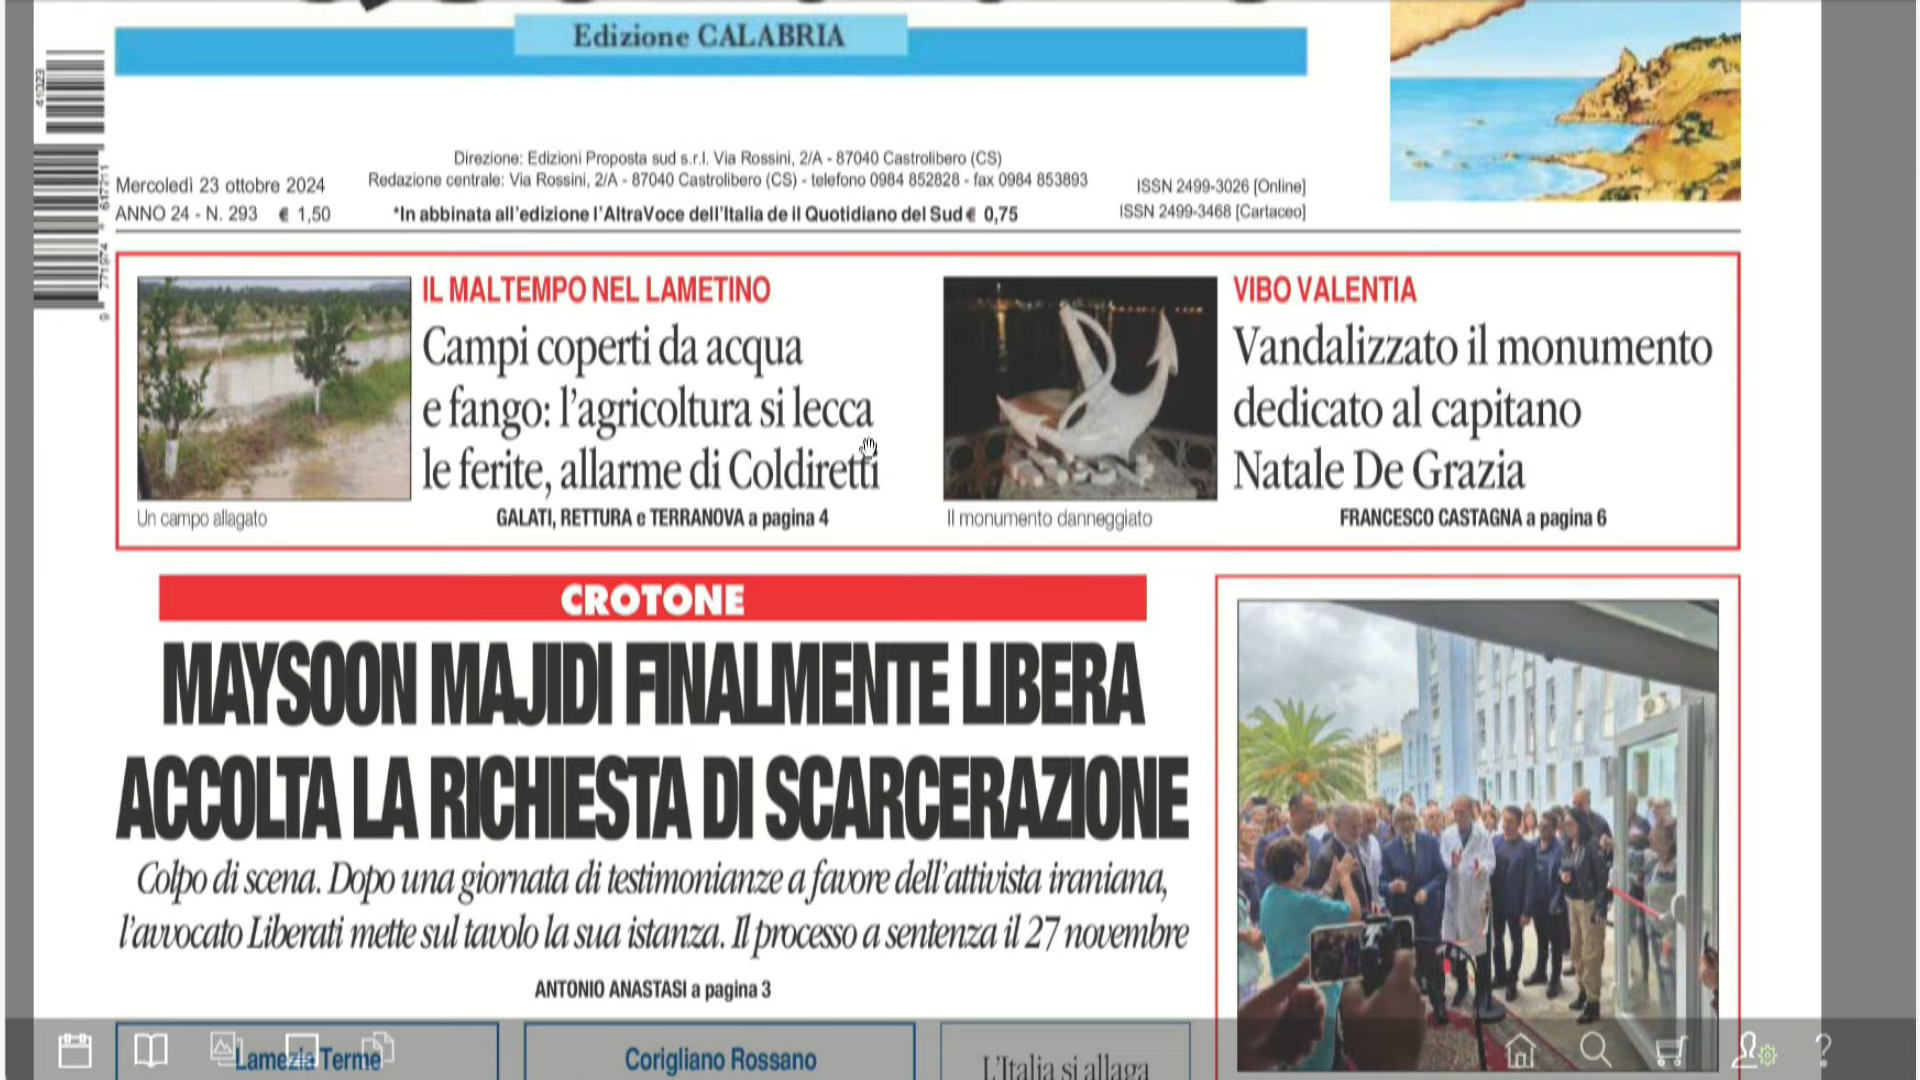 Edizione CALABRIA
41023
9 771974 617211
Direzione: Edizioni Proposta sud s.r.l. Via Rossini, 2/A - 87040 Castrolibero (CS)
Mercoledì 23 ottobre 2024
Redazione centrale: Via Rossini, 2/A - 87040 Castrolibero (CS) - telefono 0984 852828 - fax 0984 853893
ISSN 2499-3026 [Online]
ANNO 24 - N. 293 € 1,50
*In abbinata all'edizione l'AltraVoce dell'Italia de il Quotidiano del Sud € 0,75
ISSN 2499-3468 [Cartaceo]
IL MALTEMPO NEL LAMETINO
Campi coperti da acqua
e fango: l'agricoltura si lecca
le ferite, allarme di Coldiretti
Un campo allagato
GALATI, RETTURA e TERRANOVA a pagina 4
VIBO VALENTIA
Vandalizzato il monumento
dedicato al capitano
Natale De Grazia
Il monumento danneggiato
FRANCESCO CASTAGNA a pagina 6
CROTONE
MAYSOON MAJIDI FINALMENTE LIBERA
ACCOLTA LA RICHIESTA DI SCARCERAZIONE
Colpo di scena. Dopo una giornata di testimonianze a favore dell'attivista iraniana,
l'avvocato Liberati mette sul tavolo la sua istanza. Il processo a sentenza il 27 novembre
ANTONIO ANASTASI a pagina 3
Lamezia Terme
Corigliano Rossano
L'Italia si allaga